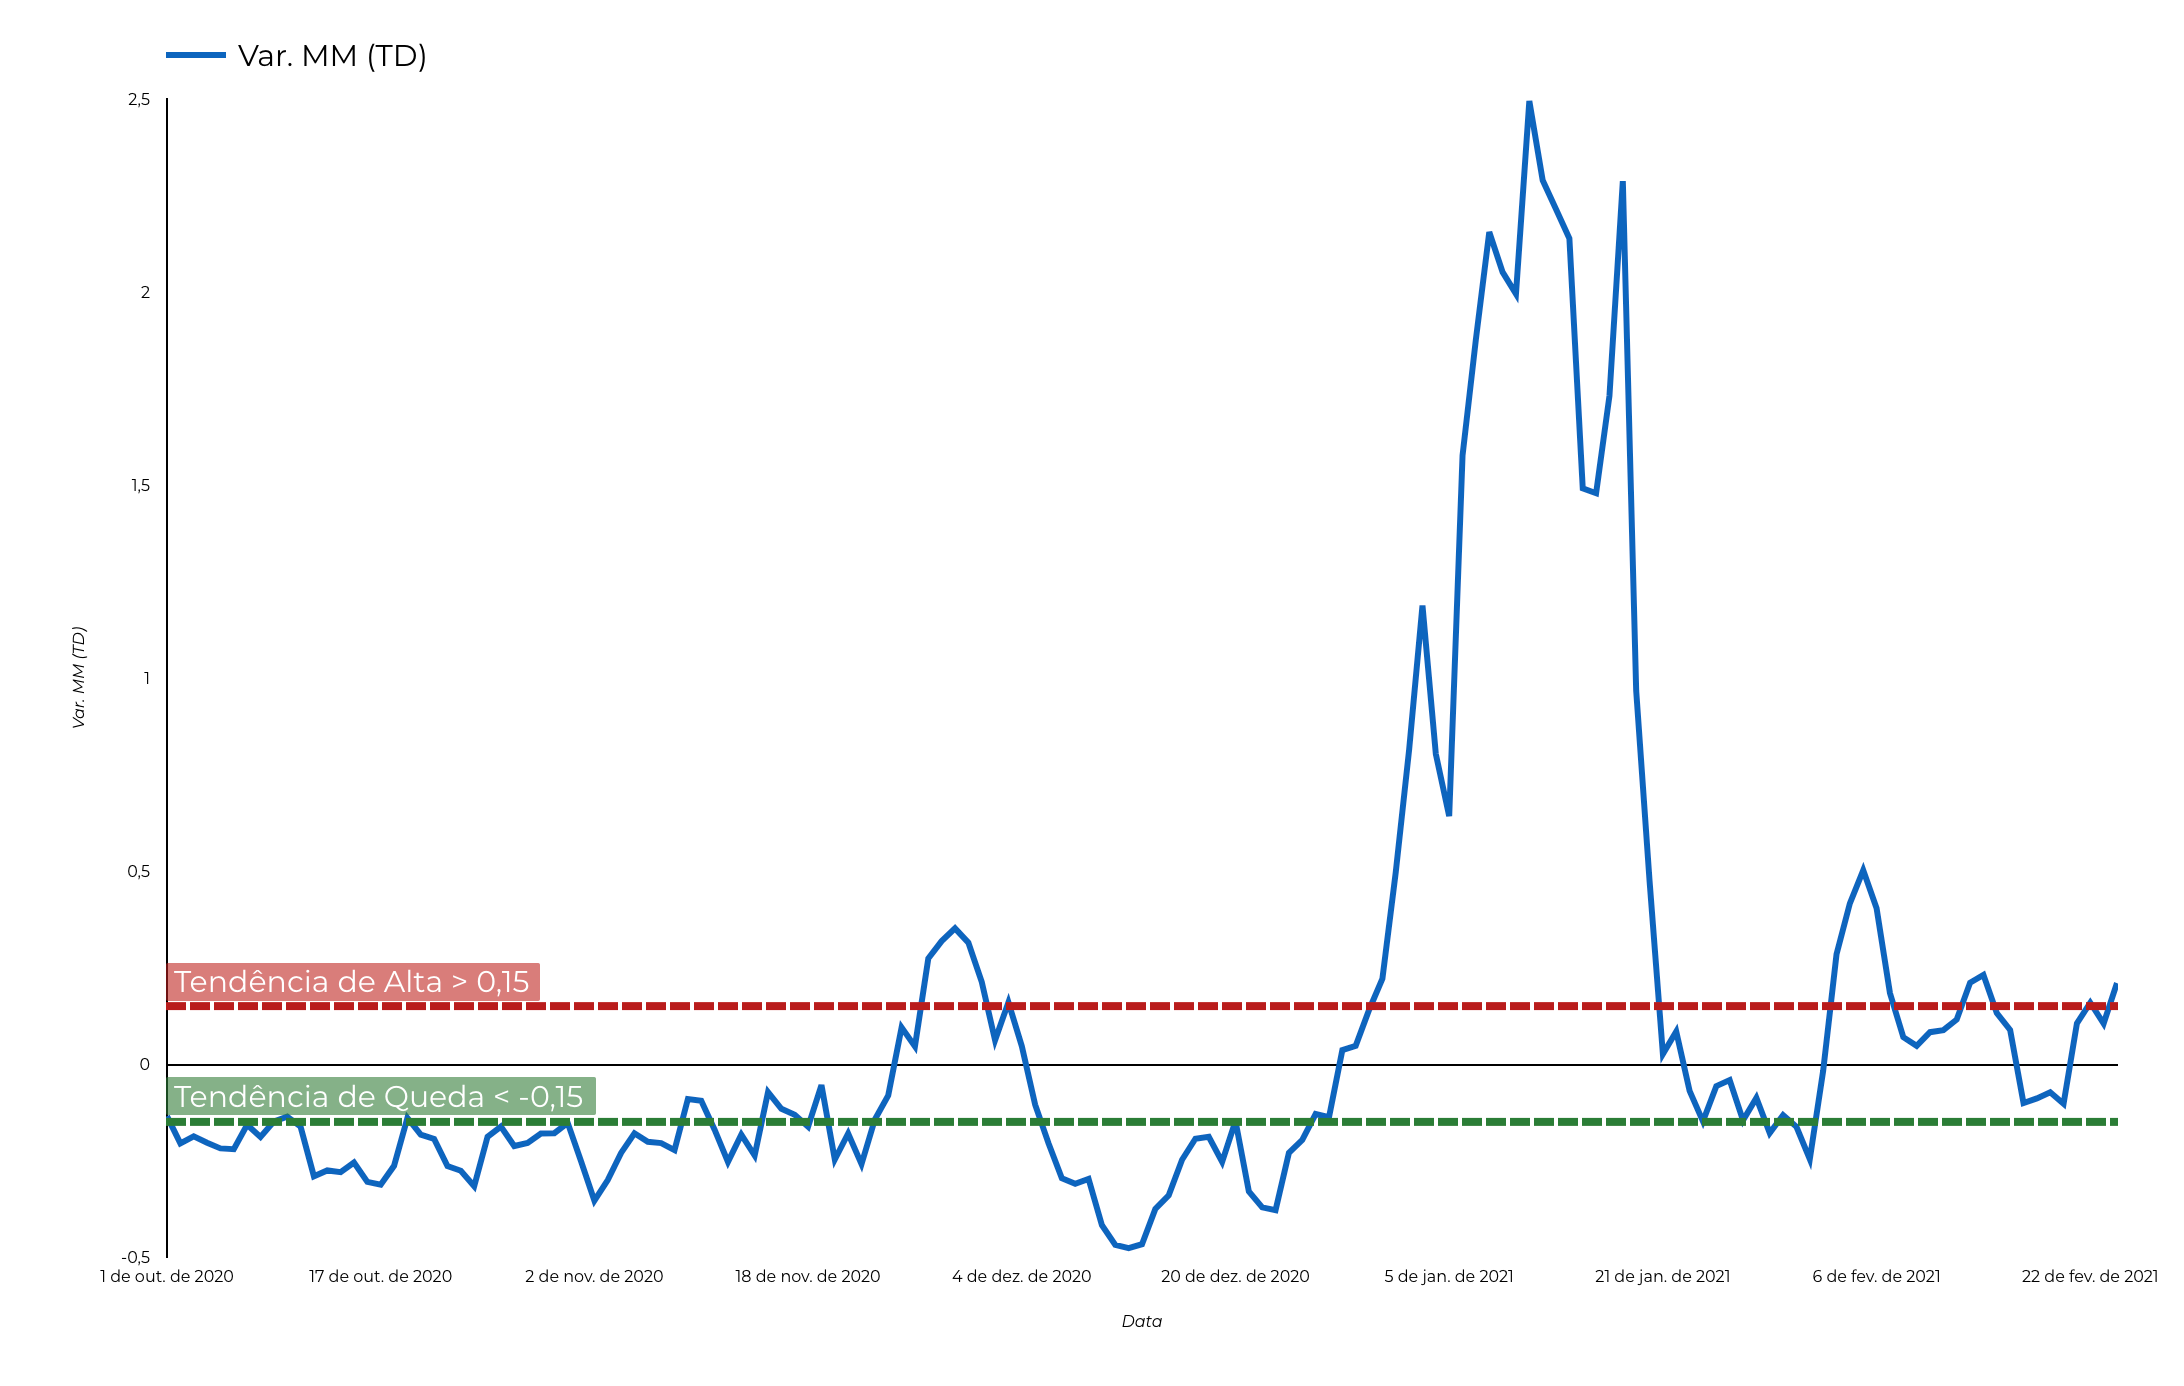 Var. MM (TD)
2,5
2
1,5
1
0,5
0
-0,5
Var. MM (TD)
Tendência de Alta > 0,15
Tendência de Queda < -0,15
1 de out. de 2020
17 de out. de 2020
2 de nov. de 2020
18 de nov. de 2020
4 de dez. de 2020
20 de dez. de 2020
5 de jan. de 2021
21 de jan. de 2021
6 de fev. de 2021
22 de fev. de 2021
Data